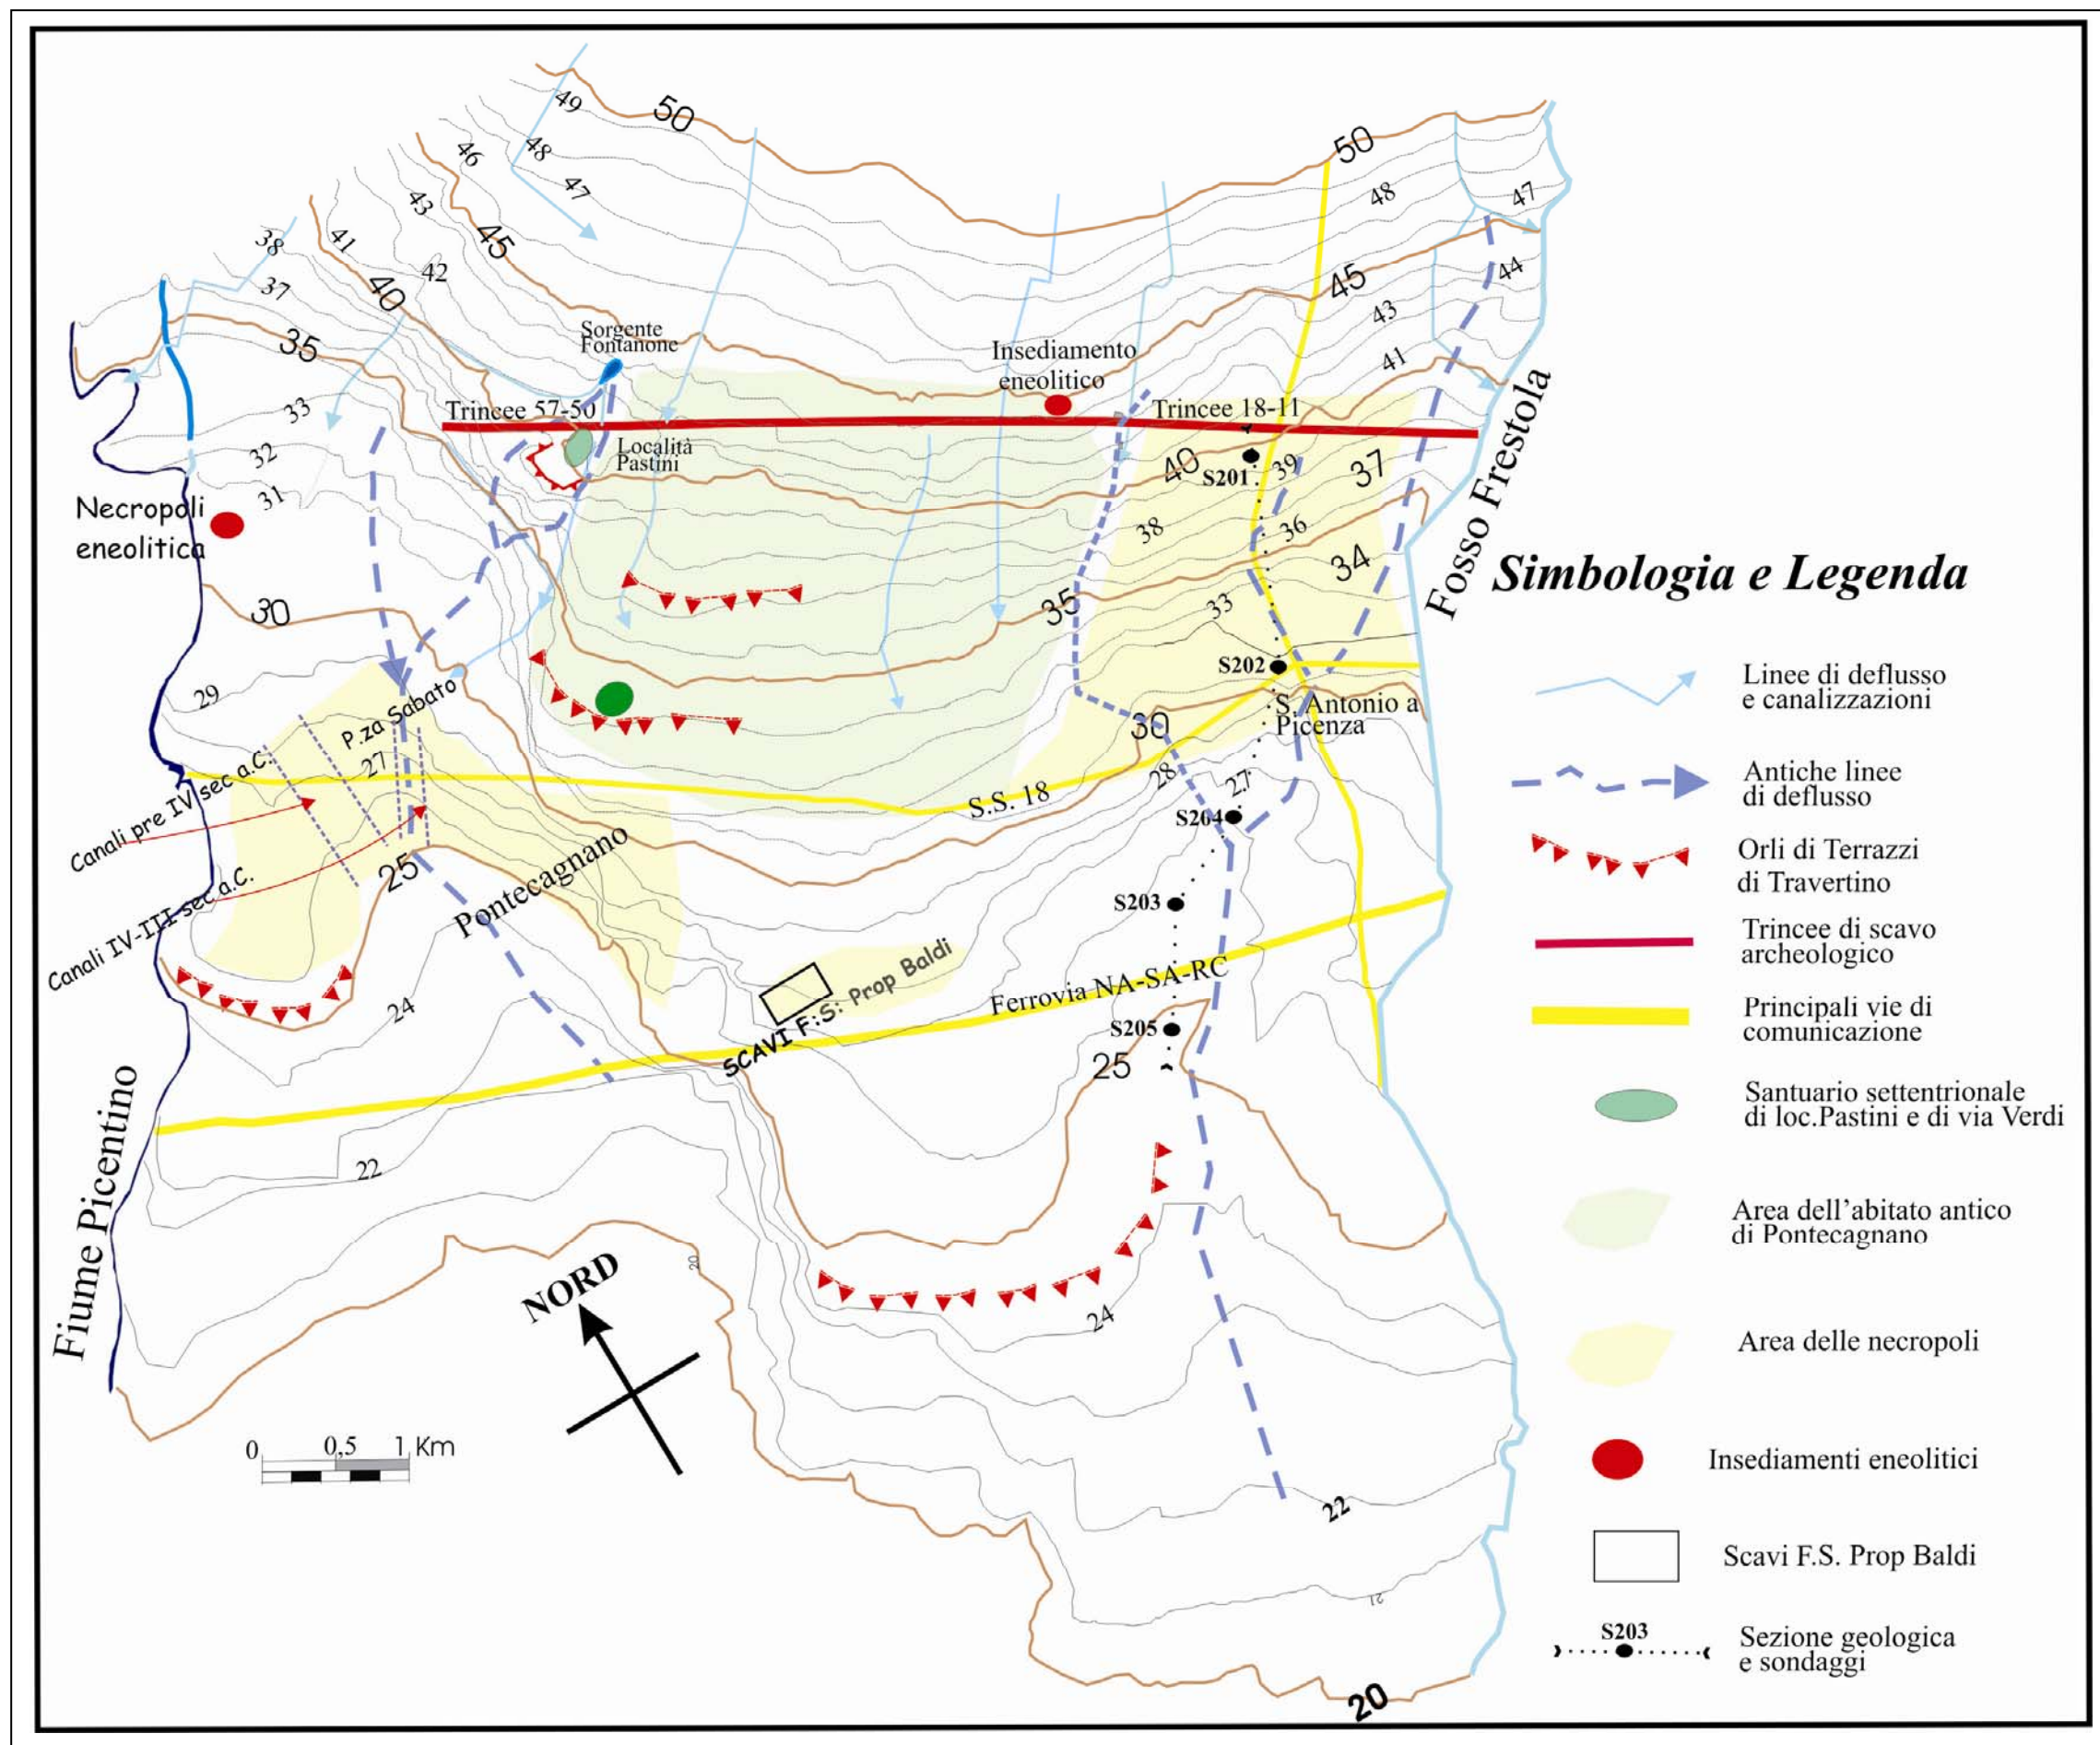 49
50
50
46
48
47
48
47
43
45
38
41
42
44
45
37
40
43
35
Sorgente
Fontanone
41
Insediamento
eneolitico
33
Trincee 57-50
Trincee 18-11
Località
Pastini
32
40
S201
39
37
31
Necropoli
eneolitica
38
36
34
Fosso Frestola
30
35
33
29
S202
P.za Sabato
S. Antonio a
Picenza
30
27
28
27
Canali pre IV sec a.C.
S.S. 18
S204
25
Pontecagnano
Canali IV-III sec a.C.
S203
24
SCAVI F:S: Prop Baldi
Ferrovia NA-SA-RC
S205
25
Fiume Picentino
22
20
NORD
24
0 0,5 1 Km
22
21
20
Simbologia e Legenda
Linee di deflusso
e canalizzazioni
Antiche linee
di deflusso
Orli di Terrazzi
di Travertino
Trincee di scavo
archeologico
Principali vie di
comunicazione
Santuario settentrionale
di loc.Pastini e di via Verdi
Area dell'abitato antico
di Pontecagnano
Area delle necropoli
Insediamenti eneolitici
Scavi F.S. Prop Baldi
S203
Sezione geologica
e sondaggi